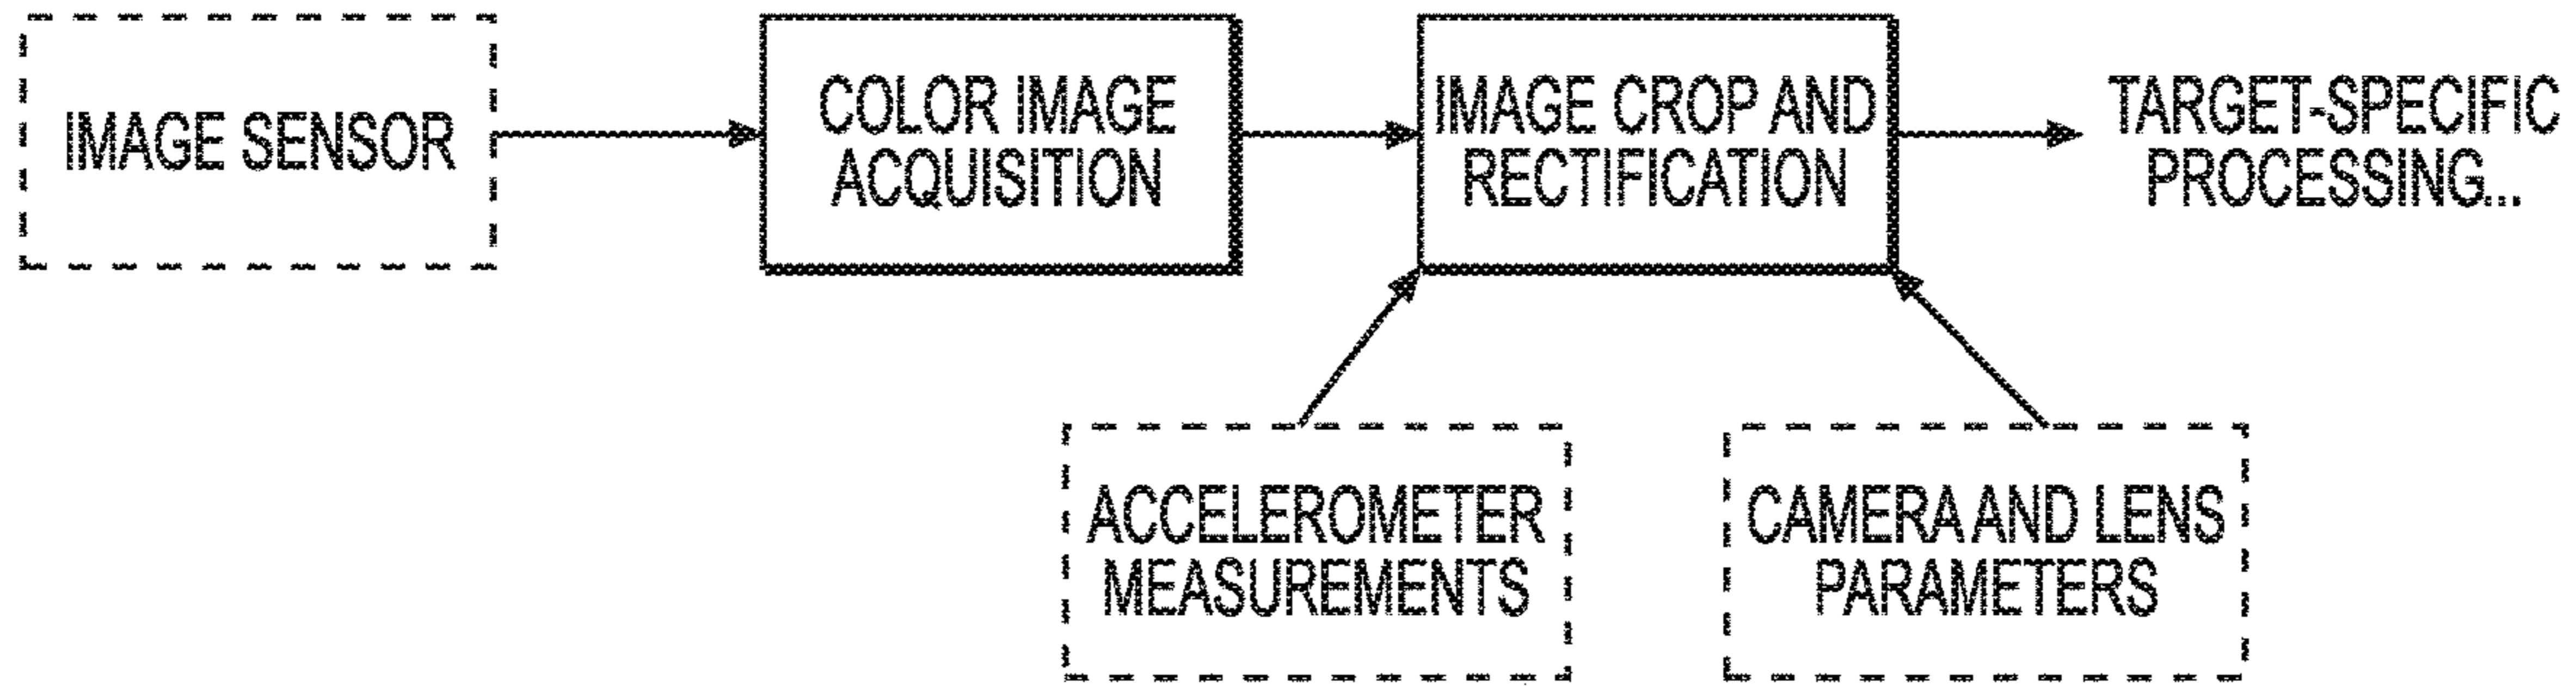 IMAGE SENSOR
COLOR IMAGE
ACQUISITION
IMAGE CROP AND
RECTIFICATION
TARGET-SPECIFIC
PROCESSING...
ACCELEROMETER
MEASUREMENTS
CAMERA AND LENS
PARAMETERS